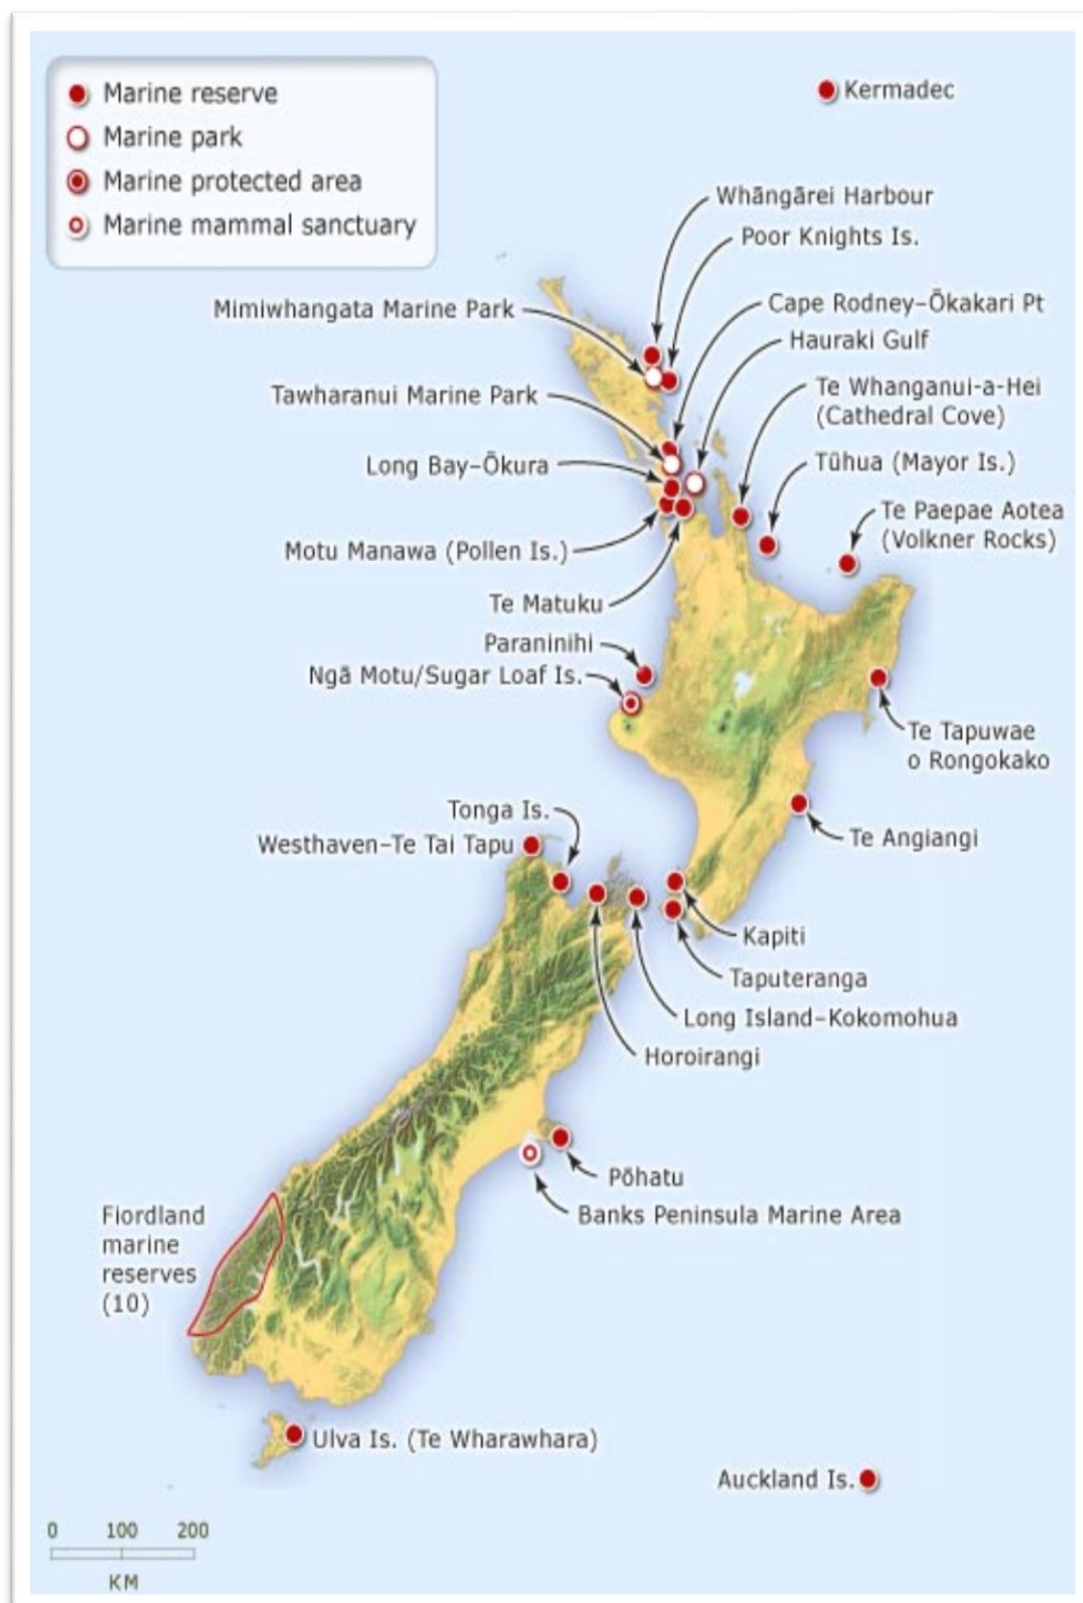 Marine reserve
Marine park
Marine protected area
Marine mammal sanctuary
Kermadec
Whāngārei Harbour
Poor Knights Is.
Mimiwhangata Marine Park
Cape Rodney–Ōkakari Pt
Hauraki Gulf
Tawharanui Marine Park
Te Whanganui-a-Hei
(Cathedral Cove)
Long Bay–Ōkura
Tūhua (Mayor Is.)
Te Paepae Aotea
(Volkner Rocks)
Motu Manawa (Pollen Is.)
Te Matuku
Paraninihi
Ngā Motu/Sugar Loaf Is.
Te Tapuwae
o Rongokako
Tonga Is.
Westhaven–Te Tai Tapu
Te Angiangi
Kapiti
Taputeranga
Long Island–Kokomohua
Horoirangi
Pōhatu
Banks Peninsula Marine Area
Fiordland
marine
reserves
(10)
Ulva Is. (Te Wharawhara)
Auckland Is.
0 100 200
KM